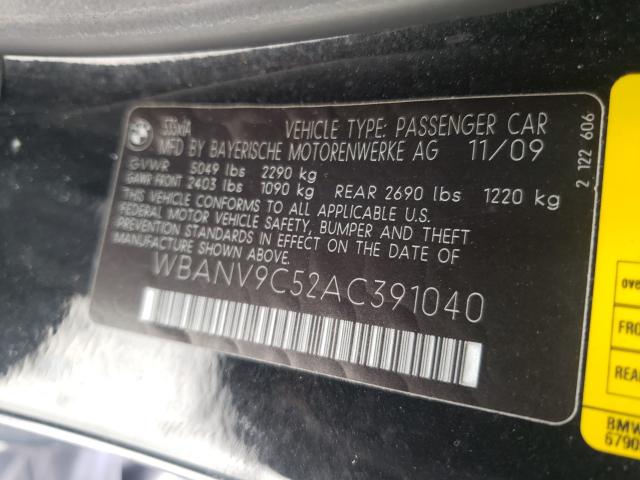 BMW
535xiA
VEHICLE TYPE: PASSENGER CAR
MFD BY BAYERISCHE MOTORENWERKE AG 11/09
GVWR 5049 lbs 2290 kg
GAWR FRONT 2403 lbs 1090 kg REAR 2690 lbs 1220 kg
THIS VEHICLE CONFORMS TO ALL APPLICABLE U.S.
FEDERAL MOTOR VEHICLE SAFETY, BUMPER AND THEFT
PREVENTION STANDARDS IN EFFECT ON THE DATE OF
MANUFACTURE SHOWN ABOVE.
WBANV9C52AC391040
2 122 606
FRO
REAR
BMW
6790